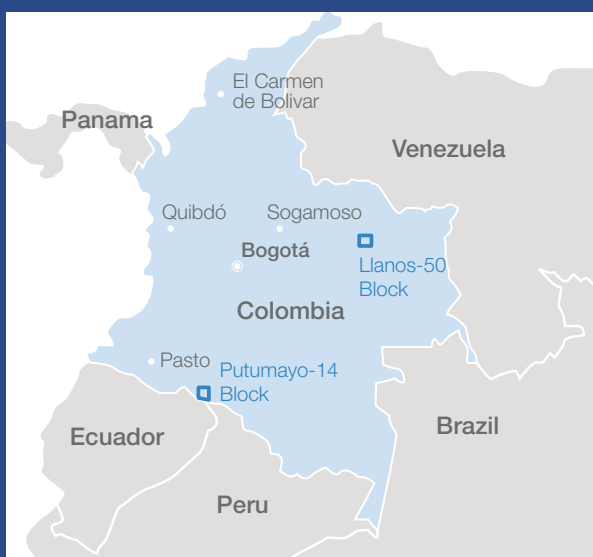 El Carmen
de Bolivar
Panama
Venezuela
Quibdó
Sogamoso
Bogotá
Llanos-50
Block
Colombia
Pasto
Putumayo-14
Block
Ecuador
Brazil
Peru